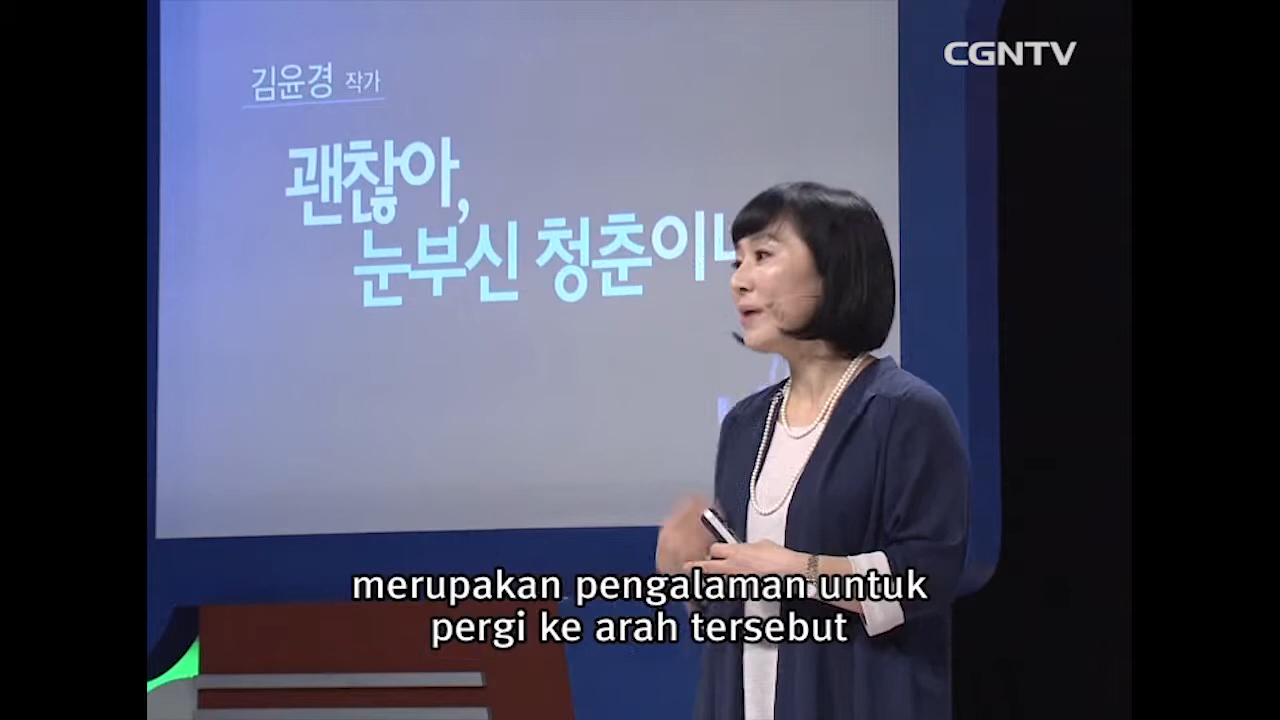 CGNTV
김윤경 작가
괜찮아,
눈부신 청춘이
merupakan pengalaman untuk
pergi ke arah tersebut